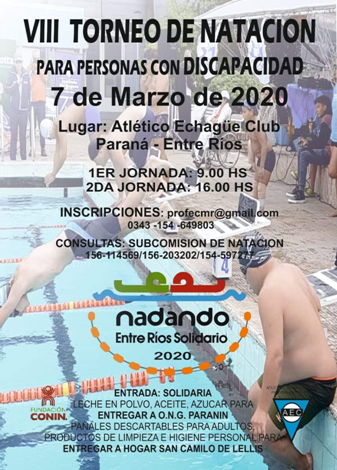 VIII TORNEO DE NATACION
PARA PERSONAS CON DISCAPACIDAD
7 de Marzo de 2020
Lugar: Atlético Echagüe Club
Paraná - Entre Ríos
1ER JORNADA: 9.00 HS
2DA JORNADA: 16.00 HS
INSCRIPCIONES: profecmr@gmail.com
0343 -154 -649803
CONSULTAS: SUBCOMISION DE NATACION
156-114569/156-203202/154-597277
4
nadando
Entre Ríos Solidario
2020
ENTRADA: SOLIDARIA
LECHE EN POLVO, ACEITE, AZUCAR PARA
ENTREGAR A O.N.G. PARANIN
PAÑALES DESCARTABLES PARA ADULTOS,
PRODUCTOS DE LIMPIEZA E HIGIENE PERSONAL PARA
ENTREGAR A HOGAR SAN CAMILO DE LELLIS
FUNDACIÓN
CONIN
A.E.C.